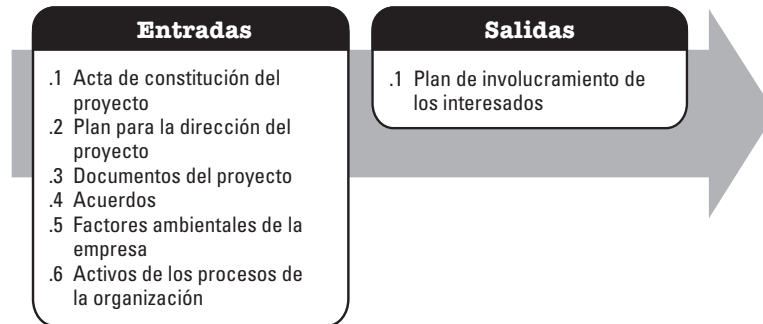 Entradas
.1 Acta de constitución del
proyecto
.2 Plan para la dirección del
proyecto
.3 Documentos del proyecto
.4 Acuerdos
.5 Factores ambientales de la
empresa
.6 Activos de los procesos de
la organización
Salidas
.1 Plan de involucramiento de
los interesados